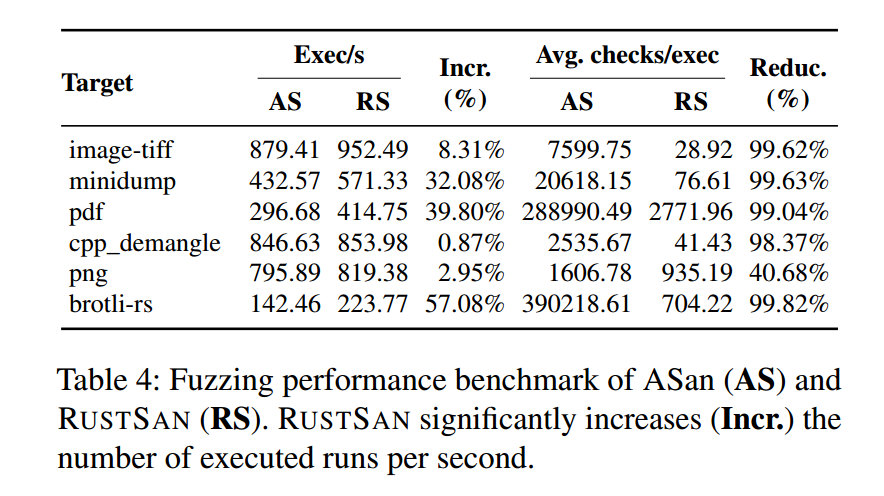 Target Exec/s Incr. (%) Avg. checks/exec Reduc. (%)
AS RS AS RS
image-tiff 879.41 952.49 8.31% 7599.75 28.92 99.62%
minidump 432.57 571.33 32.08% 20618.15 76.61 99.63%
pdf 296.68 414.75 39.80% 288990.49 2771.96 99.04%
cpp_demangle 846.63 853.98 0.87% 2535.67 41.43 98.37%
png 795.89 819.38 2.95% 1606.78 935.19 40.68%
brotli-rs 142.46 223.77 57.08% 390218.61 704.22 99.82%
Table 4: Fuzzing performance benchmark of ASan (AS) and
RUSTSAN (RS). RUSTSAN significantly increases (Incr.) the
number of executed runs per second.